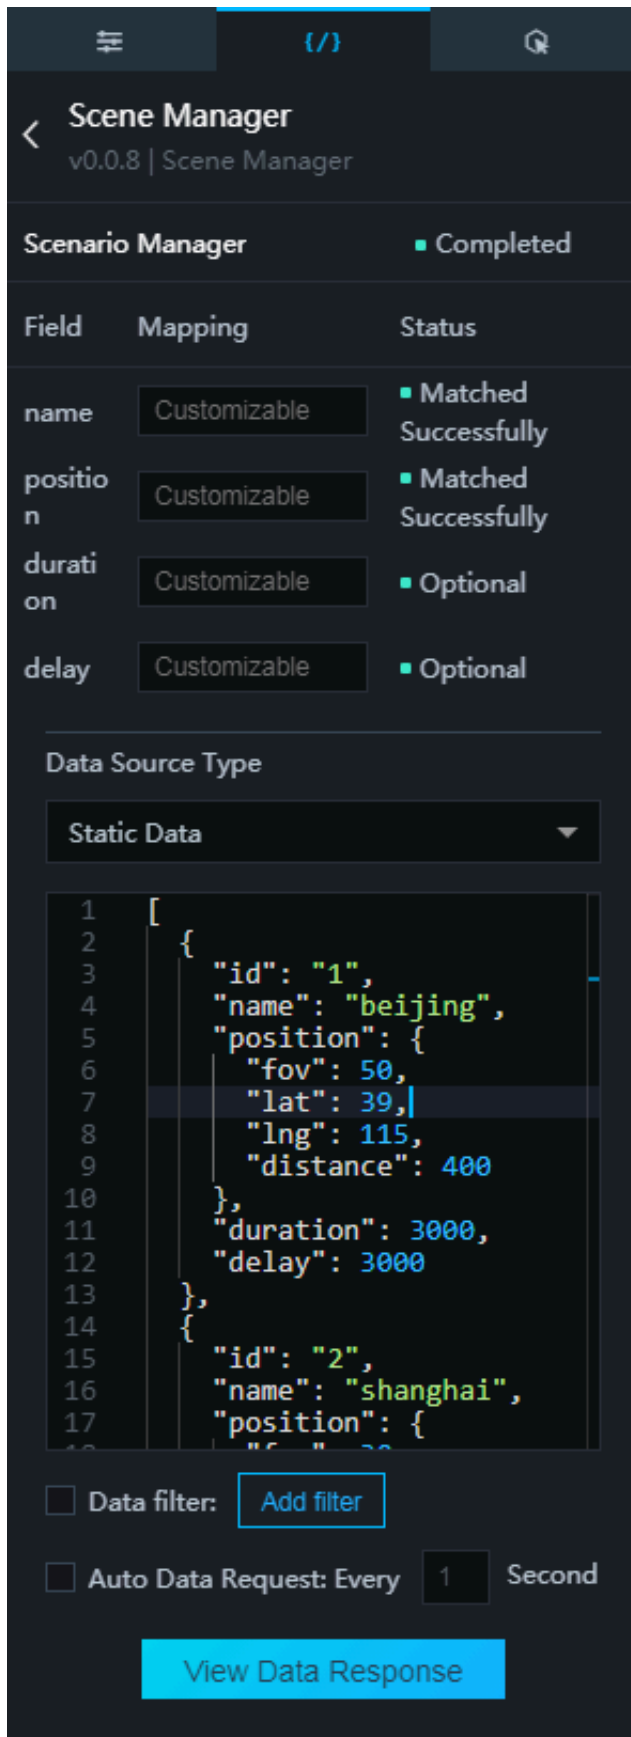 {/}
Scene Manager
v0.0.8 | Scene Manager
Scenario Manager Completed
Field Mapping Status
name Customizable Matched
Successfully
positio
n Customizable Matched
Successfully
durati
on Customizable Optional
delay Customizable Optional
Data Source Type
Static Data
1 [
2 {
3 "id": "1",
4 "name": "beijing",
5 "position": {
6 "fov": 50,
7 "lat": 39,
8 "lng": 115,
9 "distance": 400
10 },
11 "duration": 3000,
12 "delay": 3000
13 },
14 {
15 "id": "2",
16 "name": "shanghai",
17 "position": {
Data filter: Add filter
Auto Data Request: Every 1 Second
View Data Response